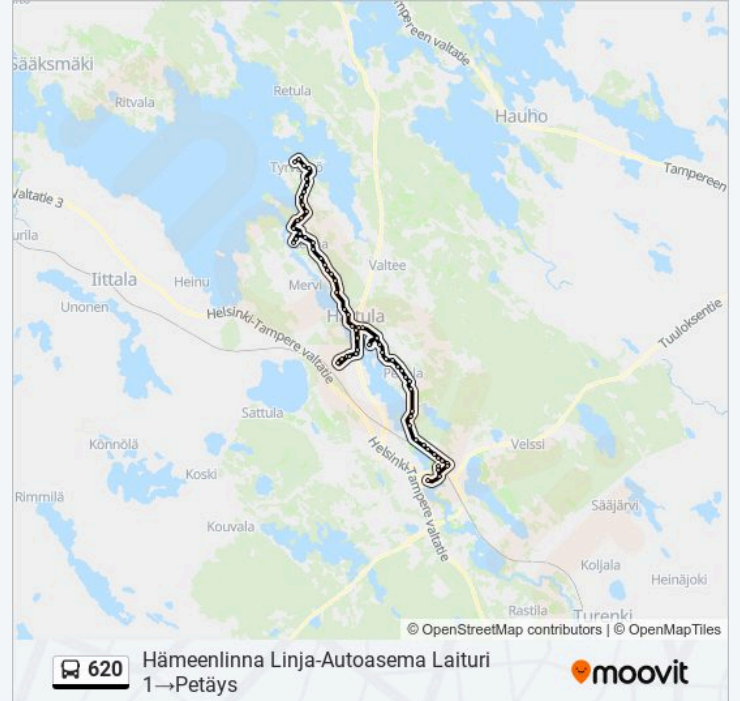 mpereen valtatie
Sääksmäki
Ritvala
Retula
Hauho
Tampereen
Valtatie 3
Iittala
Heinu
Valtee
Unonen
Mervi
Helsinki-Tampere valtatie
Tuuloksentie
Sattula
Könnölä
Velssi
Helsinki-Tampere valtatie
Koski
Rimmilä
Sääjärvi
Kouvala
Koljala
Heinäjoki
Rastila
Turenki
© OpenStreetMap contributors | © OpenMapTiles
620
Hämeenlinna Linja-Autoasema Laituri
1→Petäys
moovit